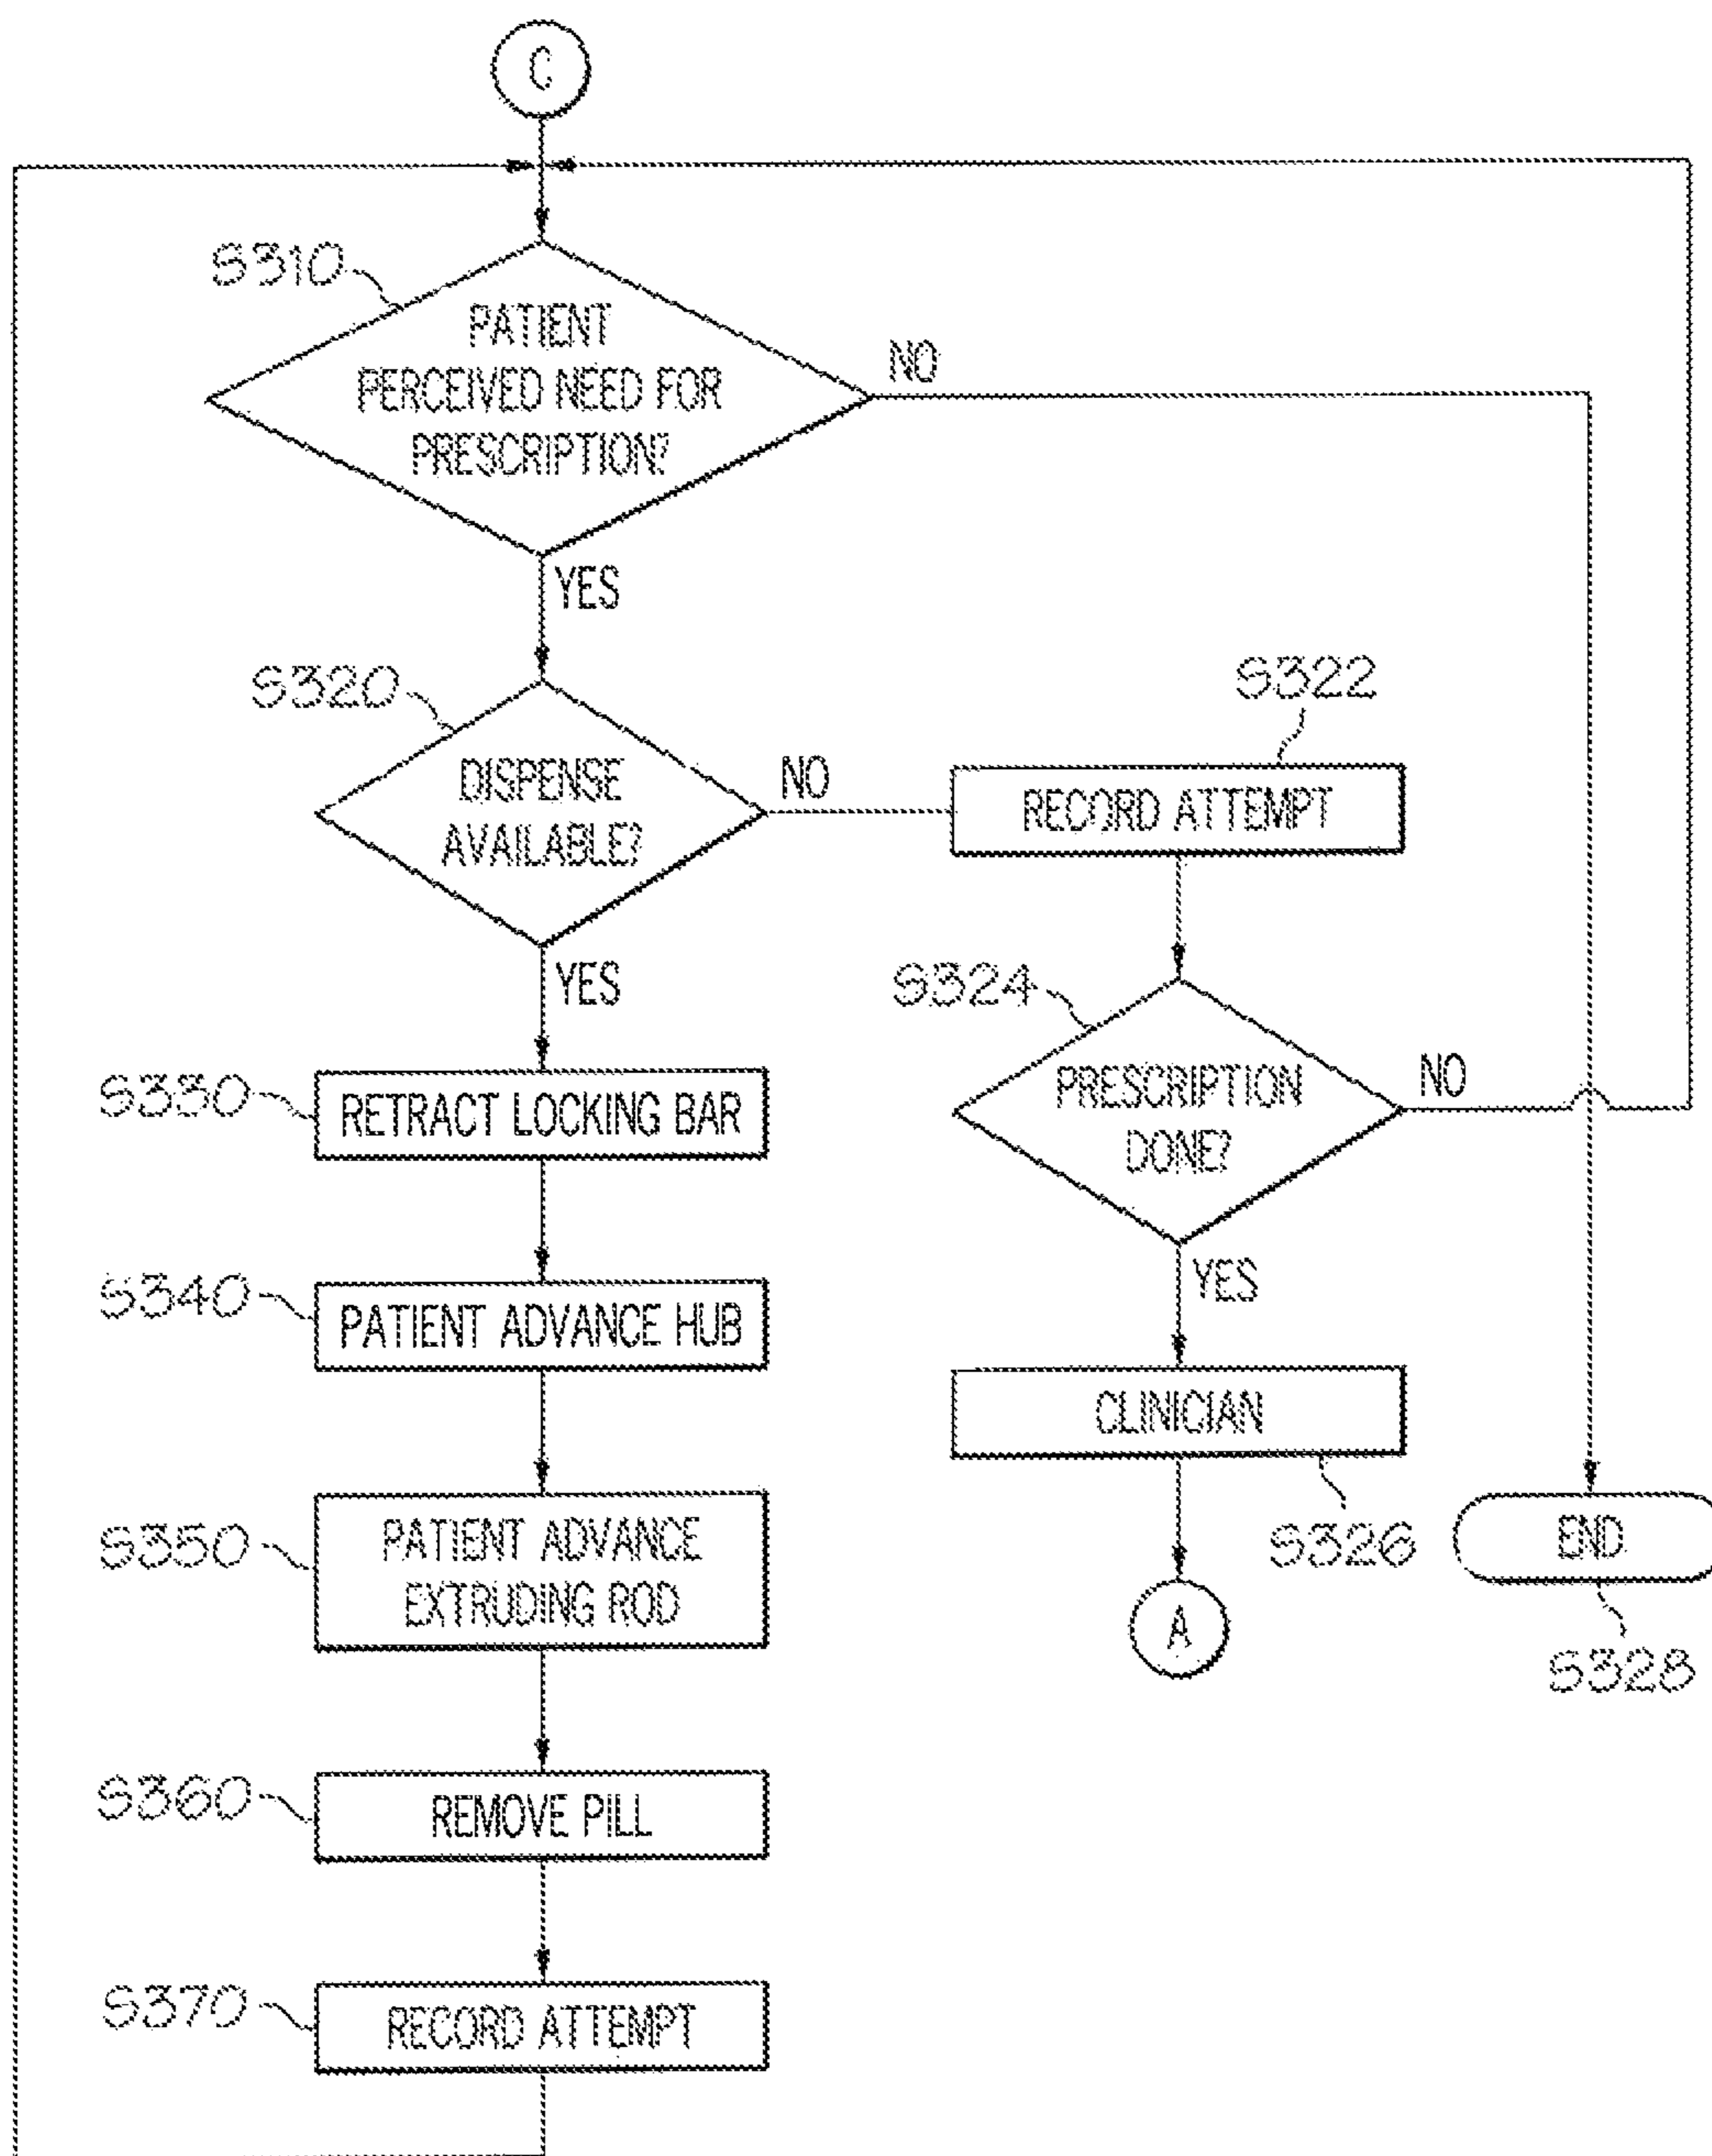 C
S310
PATIENT
PERCEIVED NEED FOR
PRESCRIPTION?
NO
YES
S320
DISPENSE
AVAILABLE?
NO
S322
RECORD ATTEMPT
YES
S324
PRESCRIPTION
DONE?
NO
S330
RETRACT LOCKING BAR
YES
S340
PATIENT ADVANCE HUB
CLINICIAN
S326
S350
PATIENT ADVANCE
EXTRUDING ROD
END
S328
A
S360
REMOVE PILL
S370
RECORD ATTEMPT